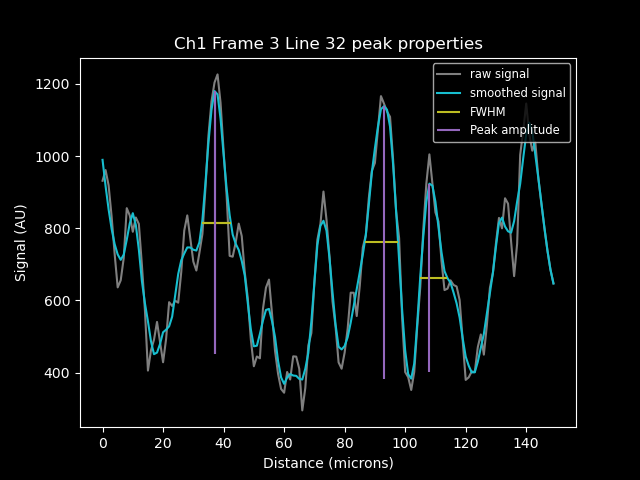 Ch1 Frame 3 Line 32 peak properties
raw signal
smoothed signal
FWHM
Peak amplitude
Signal (AU)
1200
1000
800
600
400
0 20 40 60 80 100 120 140
Distance (microns)